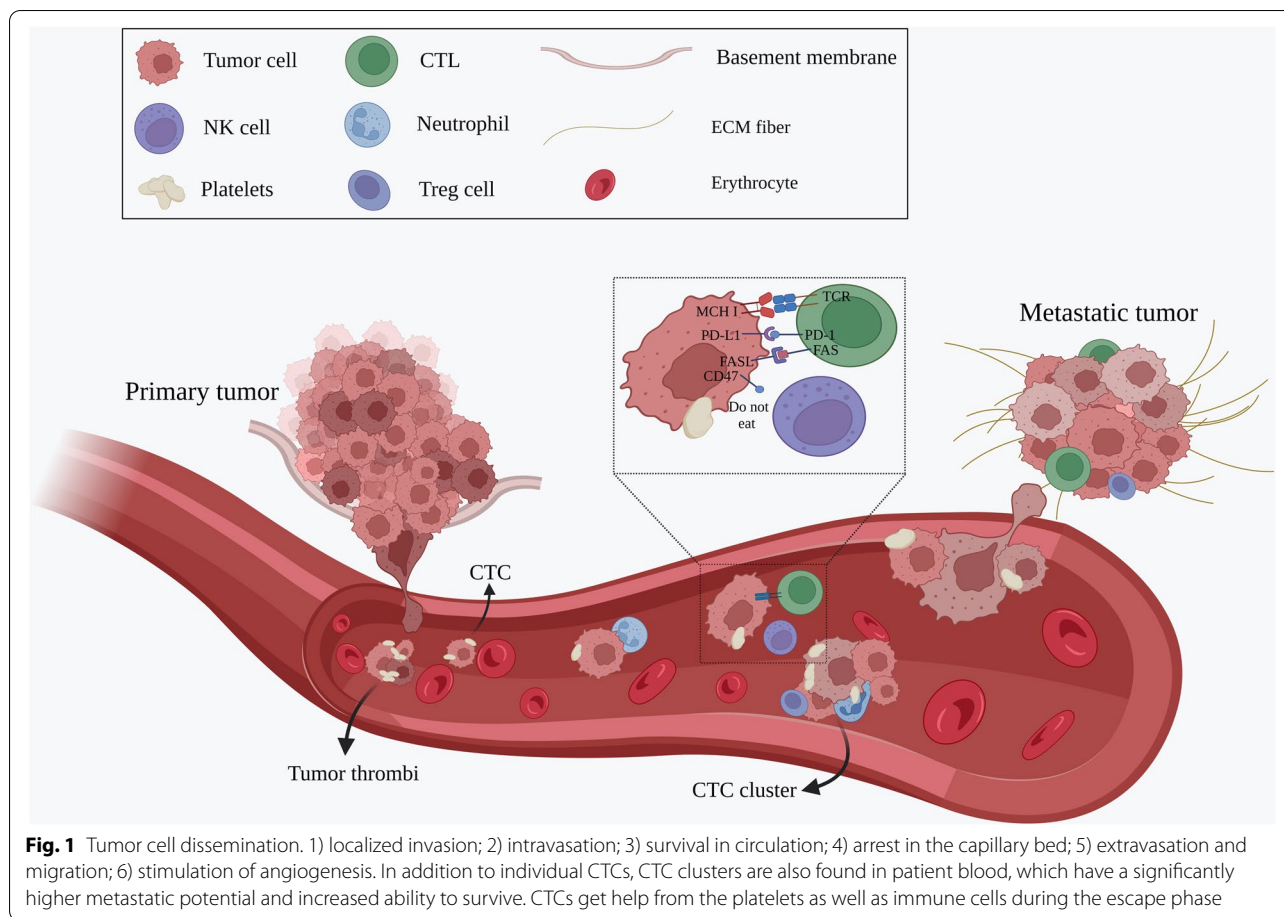 Tumor cell
CTL
Basement membrane
NK cell
Neutrophil
ECM fiber
Platelets
Treg cell
Erythrocyte
Primary tumor
Metastatic tumor
MCH I
TCR
PD-L1
PD-1
FASL
FAS
CD47
Do not
eat
CTC
Tumor thrombi
CTC cluster
Fig. 1 Tumor cell dissemination. 1) localized invasion; 2) intravasation; 3) survival in circulation; 4) arrest in the capillary bed; 5) extravasation and
migration; 6) stimulation of angiogenesis. In addition to individual CTCs, CTC clusters are also found in patient blood, which have a significantly
higher metastatic potential and increased ability to survive. CTCs get help from the platelets as well as immune cells during the escape phase